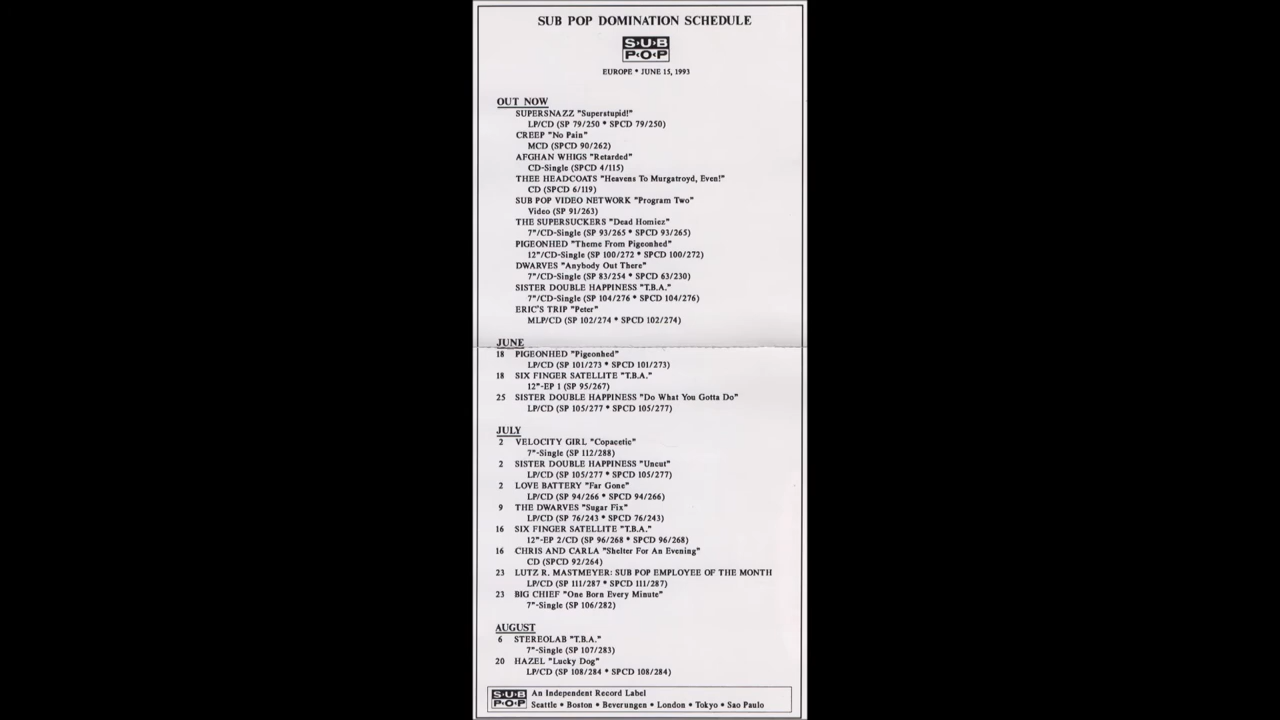 SUB POP DOMINATION SCHEDULE
S·U·B
P·O·P
EUROPE * JUNE 15, 1993
OUT NOW
SUPERSNAZZ "Superstupid!"
LP/CD (SP 79/250 * SPCD 79/250)
CREEP "No Pain"
MCD (SPCD 90/262)
AFGHAN WHIGS "Retarded"
CD-Single (SPCD 4/115)
THEE HEADCOATS "Heavens To Murgatroyd, Even!"
CD (SPCD 6/119)
SUB POP VIDEO NETWORK "Program Two"
Video (SP 91/263)
THE SUPERSUCKERS "Dead Homiez"
7"/CD-Single (SP 93/265 * SPCD 93/265)
PIGEONHED "Theme From Pigeonhed"
12"/CD-Single (SP 100/272 * SPCD 100/272)
DWARVES "Anybody Out There"
7"/CD-Single (SP 83/254 * SPCD 63/230)
SISTER DOUBLE HAPPINESS "T.B.A."
7"/CD-Single (SP 104/276 * SPCD 104/276)
ERIC'S TRIP "Peter"
MLP/CD (SP 102/274 * SPCD 102/274)
JUNE
18 PIGEONHED "Pigeonhed"
LP/CD (SP 101/273 * SPCD 101/273)
18 SIX FINGER SATELLITE "T.B.A."
12"-EP 1 (SP 95/267)
25 SISTER DOUBLE HAPPINESS "Do What You Gotta Do"
LP/CD (SP 105/277 * SPCD 105/277)
JULY
2 VELOCITY GIRL "Copacetic"
7"-Single (SP 112/288)
2 SISTER DOUBLE HAPPINESS "Uncut"
LP/CD (SP 105/277 * SPCD 105/277)
2 LOVE BATTERY "Far Gone"
LP/CD (SP 94/266 * SPCD 94/266)
9 THE DWARVES "Sugar Fix"
LP/CD (SP 76/243 * SPCD 76/243)
16 SIX FINGER SATELLITE "T.B.A."
12"-EP 2/CD (SP 96/268 * SPCD 96/268)
16 CHRIS AND CARLA "Shelter For An Evening"
CD (SPCD 92/264)
23 LUTZ R. MASTMEYER: SUB POP EMPLOYEE OF THE MONTH
LP/CD (SP 111/287 * SPCD 111/287)
23 BIG CHIEF "One Born Every Minute"
7"-Single (SP 106/282)
AUGUST
6 STEREOLAB "T.B.A."
7"-Single (SP 107/283)
20 HAZEL "Lucky Dog"
LP/CD (SP 108/284 * SPCD 108/284)
S·U·B
P·O·P
An Independent Record Label
Seattle • Boston • Beverungen • London • Tokyo • Sao Paulo